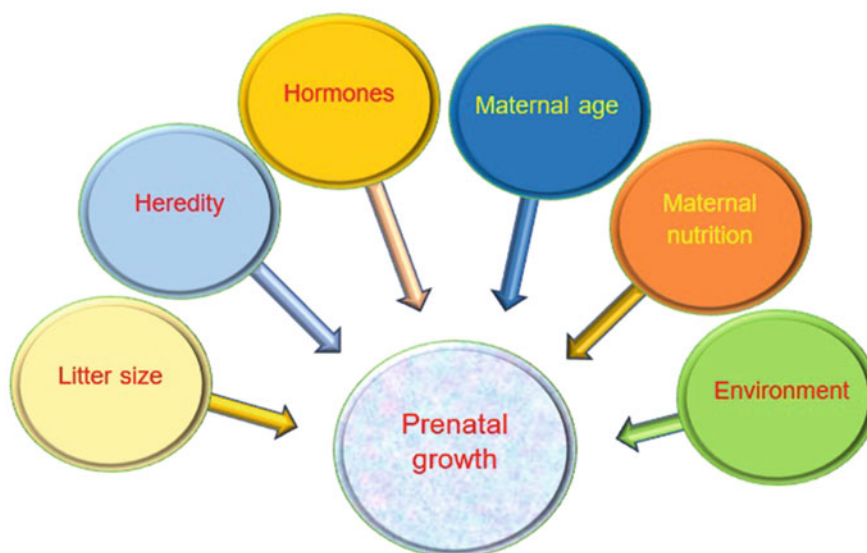 Hormones
Maternal age
Heredity
Maternal
nutrition
Litter size
Environment
Prenatal
growth